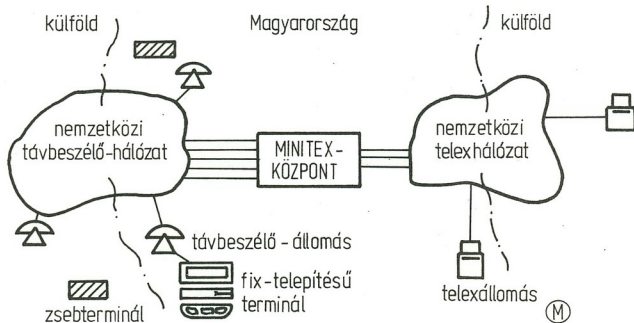 külföld
Magyarország
külföld
nemzetközi
távbeszélő-hálózat
MINITEX-
KÖZPONT
nemzetközi
telexhálózat
távbeszélő-állomás
fix-telepítésű
terminál
zsebterminál
telexállomás
M